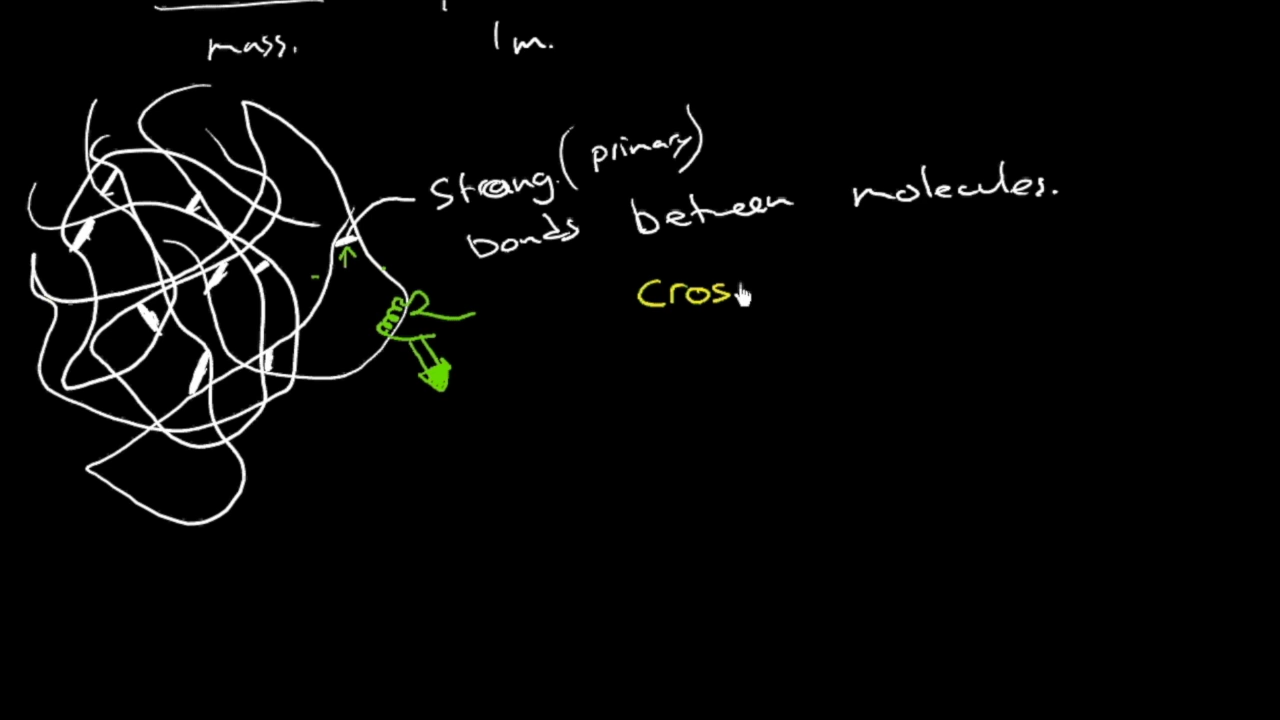 mass. 1m.
Strong. (primary)
bonds between molecules.
Cros